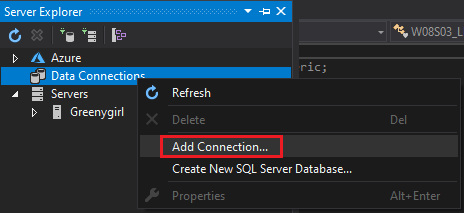 Server Explorer
W08S03_L
Azure
ric;
Data Connections
Servers
Greenygirl
Refresh
Delete Del
Add Connection...
Create New SQL Server Database...
Properties Alt+Enter